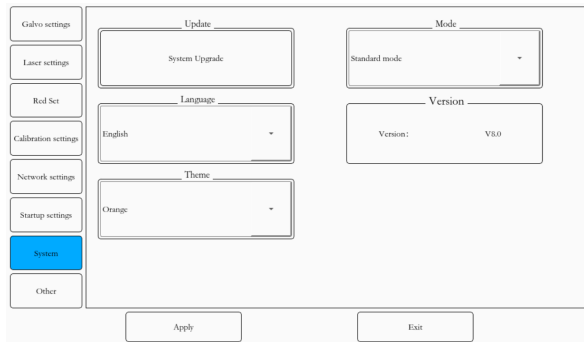 Galvo settings
Laser settings
Red Set
Calibration settings
Network settings
Startup settings
System
Other
Update
System Upgrade
Language
English
Theme
Orange
Mode
Standard mode
Version
Version: V8.0
Apply
Exit